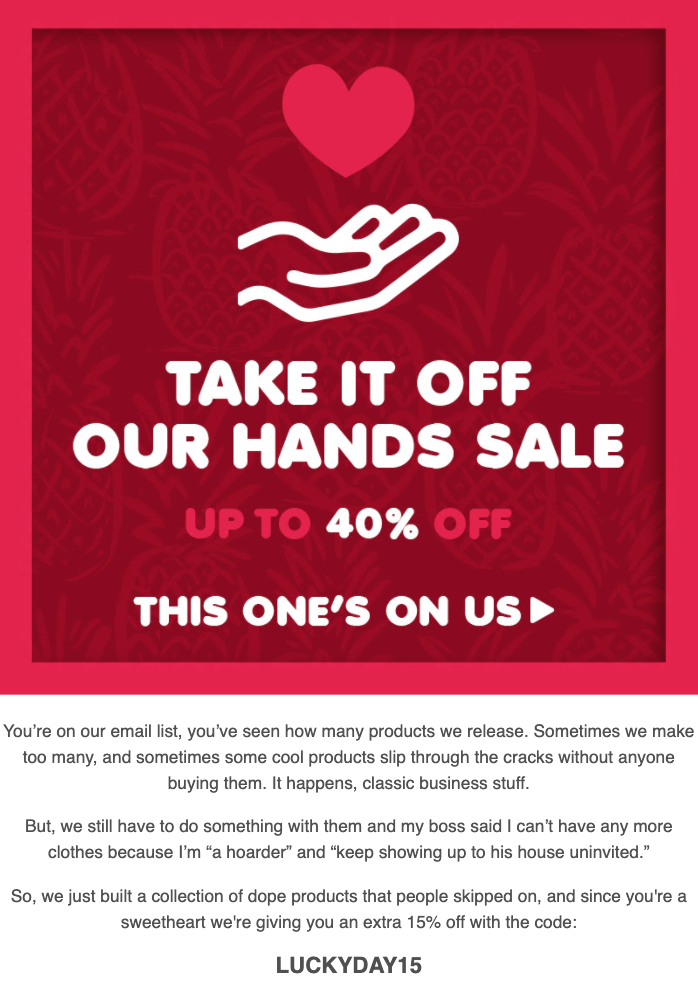 TAKE IT OFF
OUR HANDS SALE
UP TO 40% OFF
THIS ONE'S ON US
You’re on our email list, you’ve seen how many products we release. Sometimes we make
too many, and sometimes some cool products slip through the cracks without anyone
buying them. It happens, classic business stuff.
But, we still have to do something with them and my boss said I can’t have any more
clothes because I’m “a hoarder” and “keep showing up to his house uninvited.”
So, we just built a collection of dope products that people skipped on, and since you're a
sweetheart we're giving you an extra 15% off with the code:
LUCKYDAY15